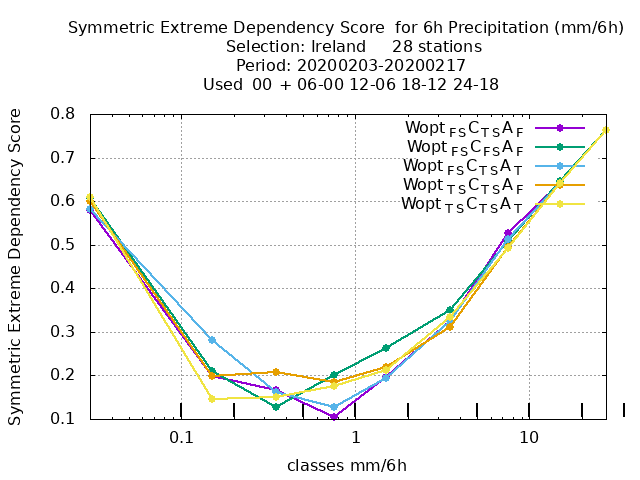 Symmetric Extreme Dependency Score  for 6h Precipitation (mm/6h)
Selection: Ireland     28 stations
Period: 20200203-20200217
Used  00 + 06-00 12-06 18-12 24-18
Symmetric Extreme Dependency Score
0.8
0.7
0.6
0.5
0.4
0.3
0.2
0.1
Wopt FS C TS A F
Wopt FS C FS A F
Wopt FS C TS A T
Wopt TS C TS A F
Wopt TS C TS A T
0.1 1 10
classes mm/6h